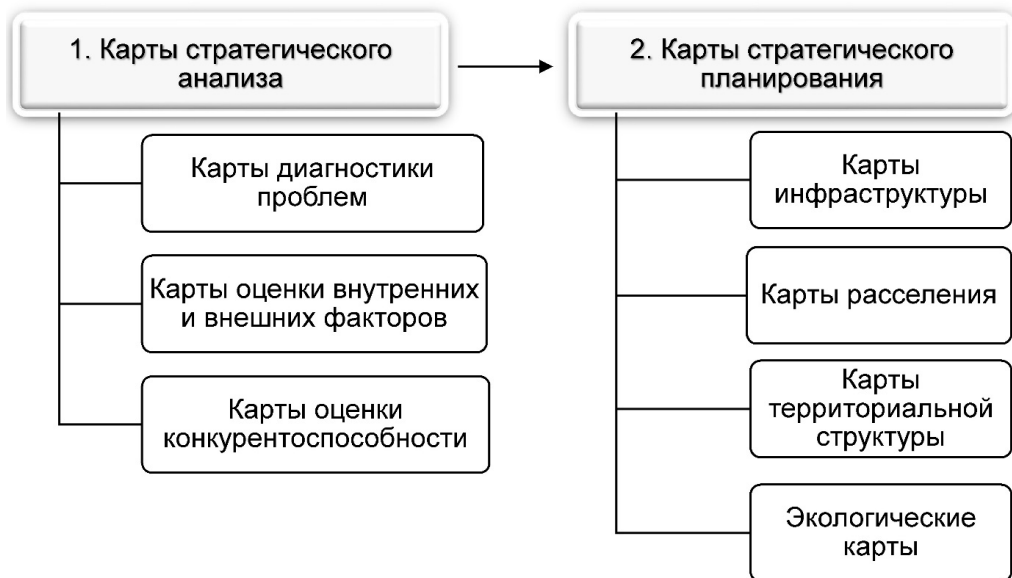 1. Карты стратегического
анализа
Карты диагностики
проблем
Карты оценки внутренних
и внешних факторов
Карты оценки
конкурентоспособности
2. Карты стратегического
планирования
Карты
инфраструктуры
Карты расселения
Карты
территориальной
структуры
Экологические
карты